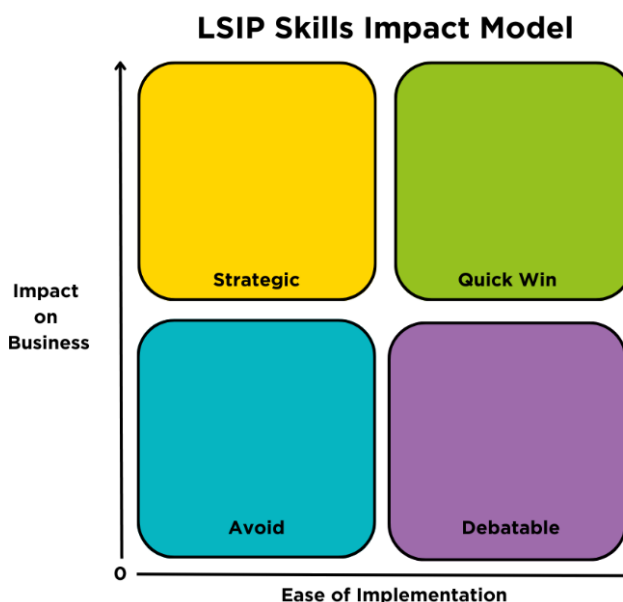 LSIP Skills Impact Model
Strategic
Quick Win
Impact
on
Business
Avoid
Debatable
0
Ease of Implementation